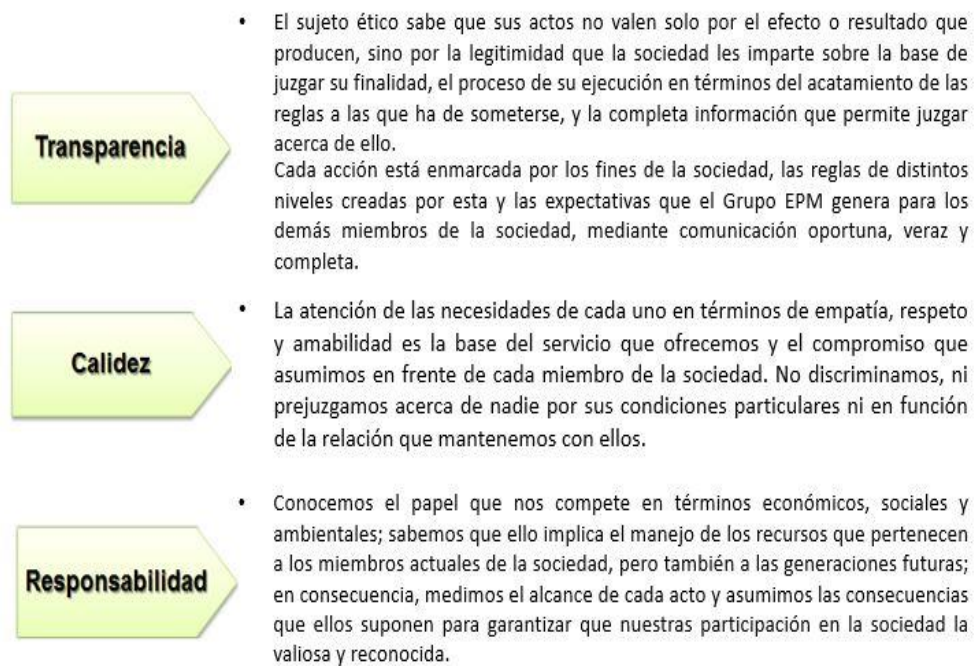 Transparencia
• El sujeto ético sabe que sus actos no valen solo por el efecto o resultado que
producen, sino por la legitimidad que la sociedad les imparte sobre la base de
juzgar su finalidad, el proceso de su ejecución en términos del acatamiento de las
reglas a las que ha de someterse, y la completa información que permite juzgar
acerca de ello.
Cada acción está enmarcada por los fines de la sociedad, las reglas de distintos
niveles creadas por esta y las expectativas que el Grupo EPM genera para los
demás miembros de la sociedad, mediante comunicación oportuna, veraz y
completa.
Calidez
• La atención de las necesidades de cada uno en términos de empatía, respeto
y amabilidad es la base del servicio que ofrecemos y el compromiso que
asumimos en frente de cada miembro de la sociedad. No discriminamos, ni
prejuzgamos acerca de nadie por sus condiciones particulares ni en función
de la relación que mantenemos con ellos.
Responsabilidad
• Conocemos el papel que nos compete en términos económicos, sociales y
ambientales; sabemos que ello implica el manejo de los recursos que pertenecen
a los miembros actuales de la sociedad, pero también a las generaciones futuras;
en consecuencia, medimos el alcance de cada acto y asumimos las consecuencias
que ellos suponen para garantizar que nuestras participación en la sociedad la
valiosa y reconocida.